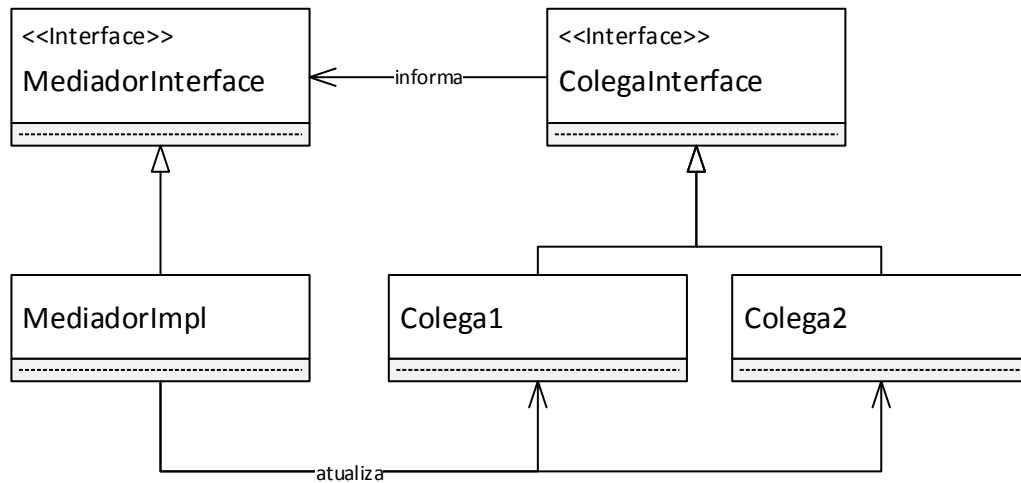 <<Interface>>
MediadorInterface
informa
<<Interface>>
ColegaInterface
MediadorImpl
Colega1
Colega2
atualiza